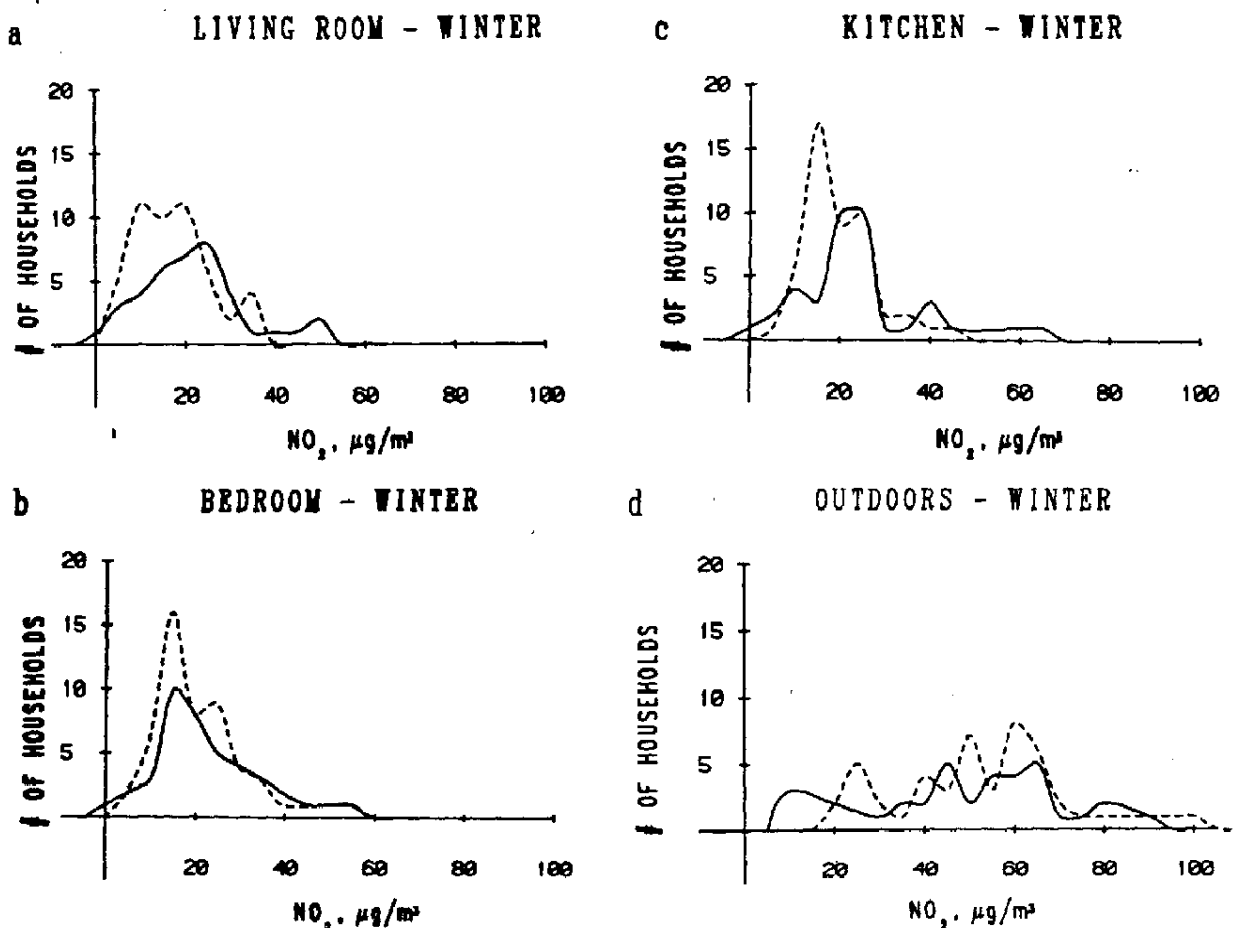 a LIVING ROOM - WINTER
20
15
10
5
# OF HOUSEHOLDS
20 40 60 80 100
NO₂, μg/m³
b BEDROOM - WINTER
20
15
10
5
# OF HOUSEHOLDS
20 40 60 80 100
NO₂, μg/m³
c KITCHEN - WINTER
20
15
10
5
# OF HOUSEHOLDS
20 40 60 80 100
NO₂, μg/m³
d OUTDOORS - WINTER
20
15
10
5
# OF HOUSEHOLDS
20 40 60 80 100
NO₂, μg/m³